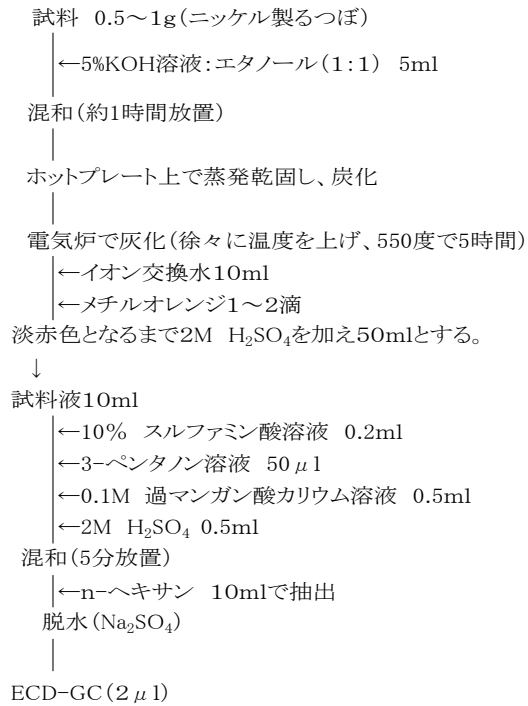 試料 0.5～1g（ニッケル製るつぼ）
←5%KOH溶液：エタノール（1：1） 5ml
混和（約1時間放置）
ホットプレート上で蒸発乾固し、炭化
電気炉で灰化（徐々に温度を上げ、550度で5時間）
←イオン交換水10ml
←メチルオレンジ1～2滴
淡赤色となるまで2M H₂SO₄を加え50mlとする。
↓
試料液10ml
←10% スルファミン酸溶液 0.2ml
←3-ペンタノン溶液 50μl
←0.1M 過マンガン酸カリウム溶液 0.5ml
←2M H₂SO₄ 0.5ml
混和（5分放置）
←n-ヘキサン 10mlで抽出
脱水（Na₂SO₄）
ECD-GC（2μl）